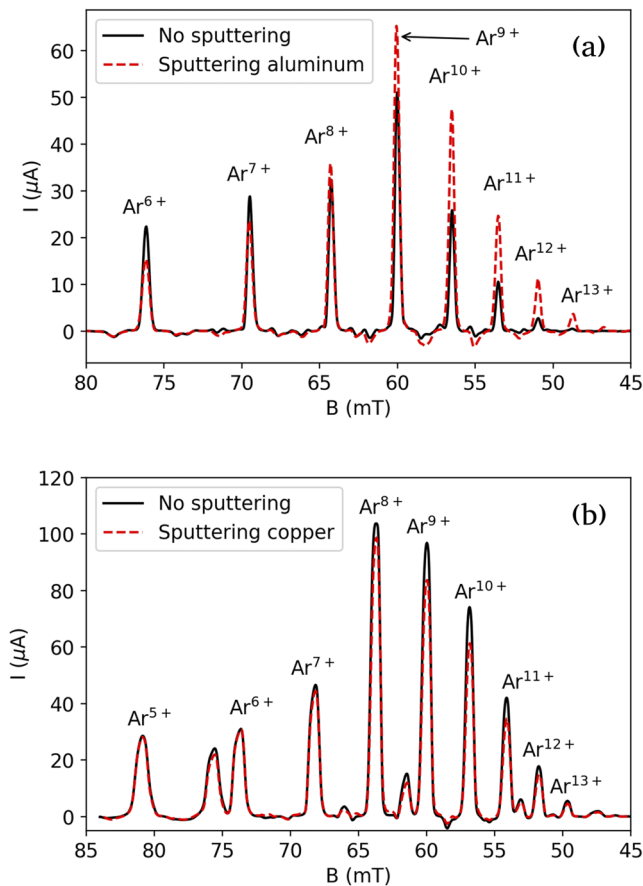 (a)
No sputtering
Sputtering aluminum
Ar⁶⁺
Ar⁷⁺
Ar⁸⁺
Ar⁹⁺
Ar¹⁰⁺
Ar¹¹⁺
Ar¹²⁺
Ar¹³⁺
I (μA)
60
50
40
30
20
10
0
80 75 70 65 60 55 50 45
B (mT)
(b)
No sputtering
Sputtering copper
Ar⁵⁺
Ar⁶⁺
Ar⁷⁺
Ar⁸⁺
Ar⁹⁺
Ar¹⁰⁺
Ar¹¹⁺
Ar¹²⁺
Ar¹³⁺
I (μA)
120
100
80
60
40
20
0
85 80 75 70 65 60 55 50 45
B (mT)